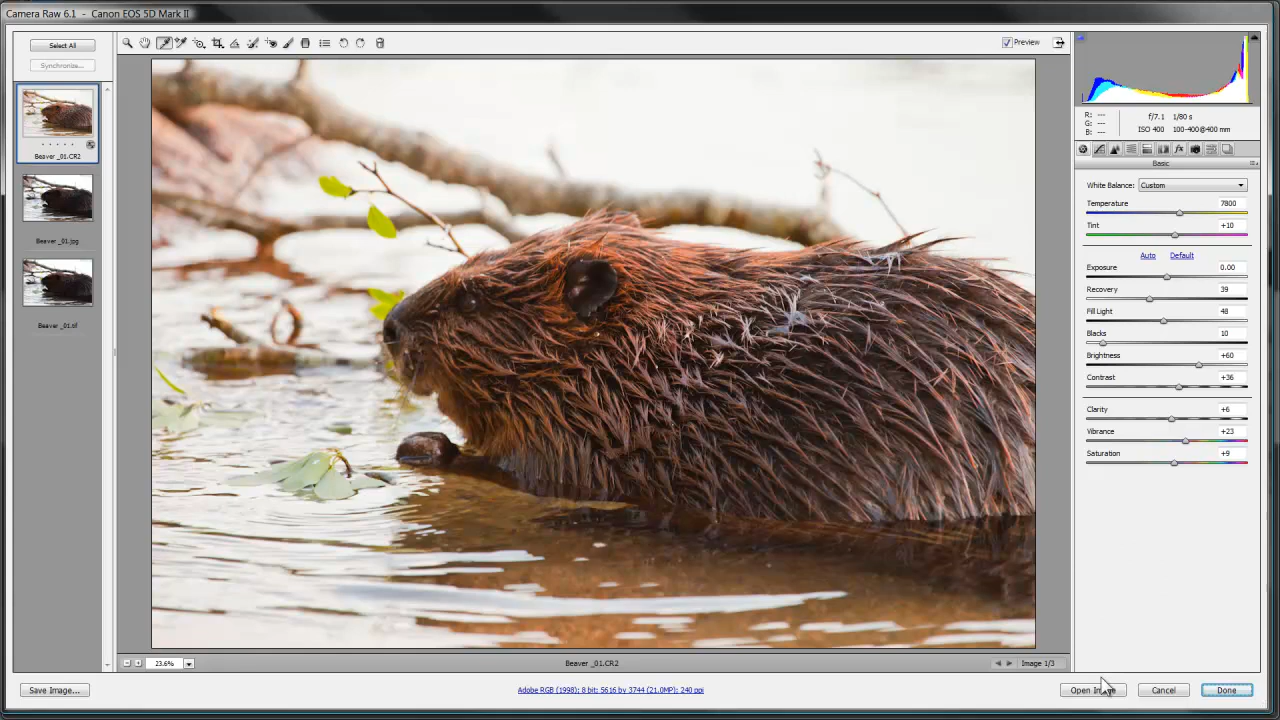 Camera Raw 6.1 - Canon EOS 5D Mark II
Select All
Synchronize...
Beaver _01.CR2
Beaver _01.jpg
Beaver _01.tif
Preview
R: ---
G: ---
B: ---
f/7.1 1/80 s
ISO 400 100-400@400 mm
Basic
White Balance: Custom
Temperature 7800
Tint +10
Auto Default
Exposure 0.00
Recovery 39
Fill Light 48
Blacks 10
Brightness +60
Contrast +36
Clarity +6
Vibrance +23
Saturation +9
23.6%
Beaver _01.CR2
Image 1/3
Save Image...
Adobe RGB (1998); 8 bit; 5616 by 3744 (21.0MP); 240 ppi
Open Image
Cancel
Done